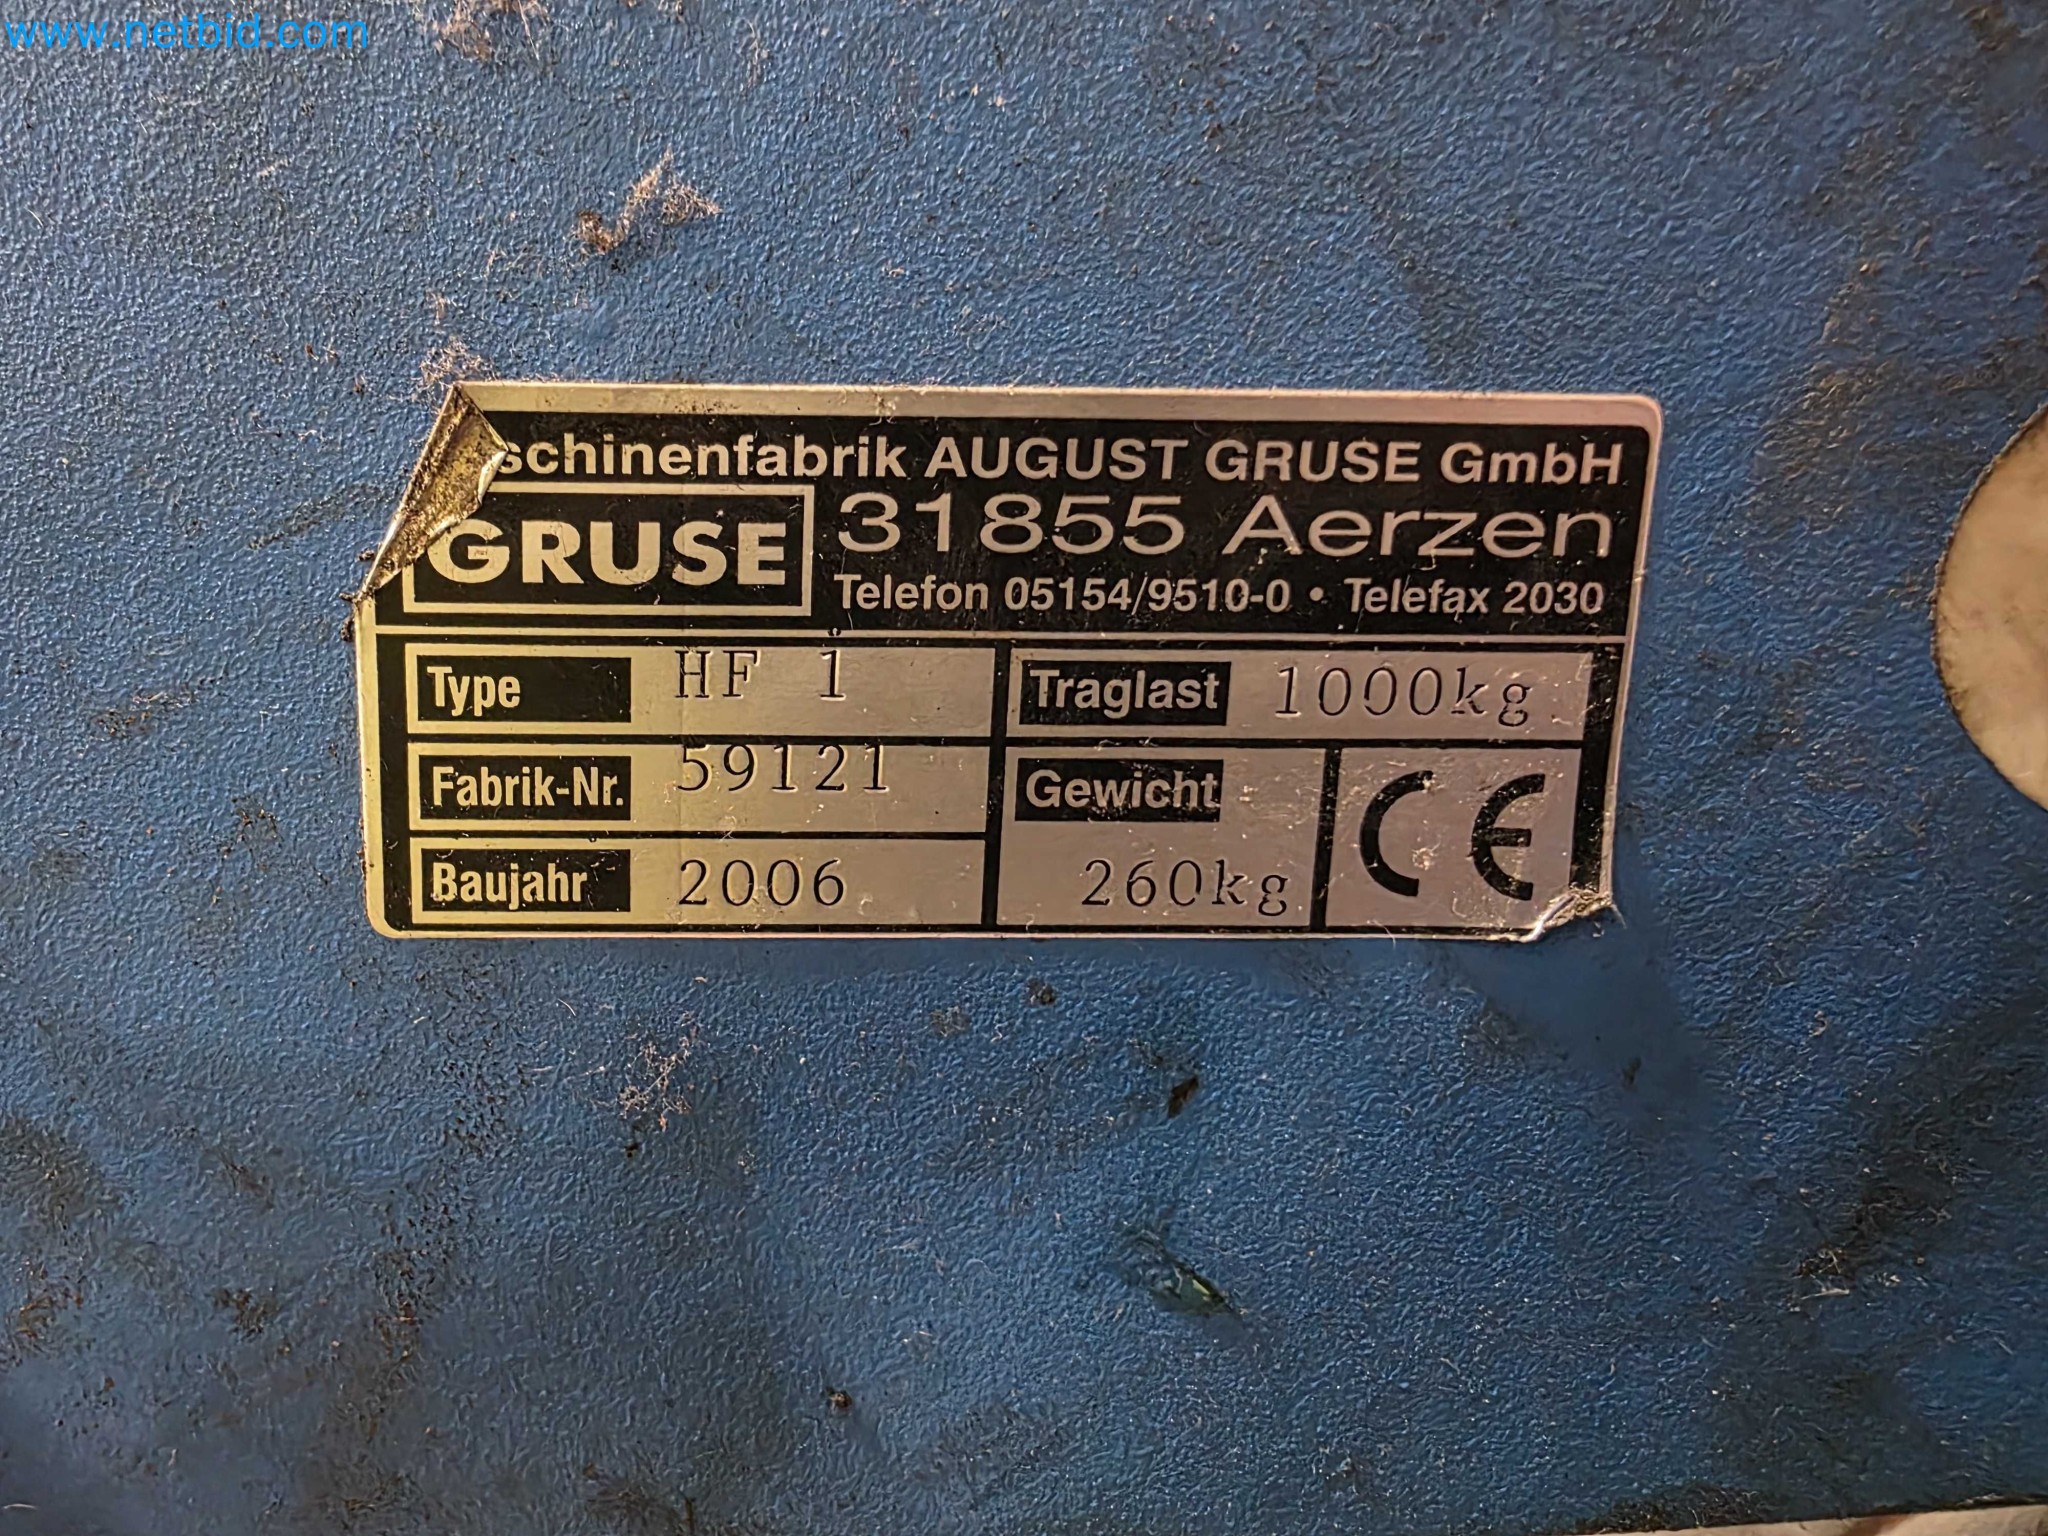 www.netbid.com
schinenfabrik AUGUST GRUSE GmbH
GRUSE
31855 Aerzen
Telefon 05154/9510-0 • Telefax 2030
Type HF 1
Traglast 1000kg
Fabrik-Nr. 59121
Gewicht
260kg
CE
Baujahr 2006